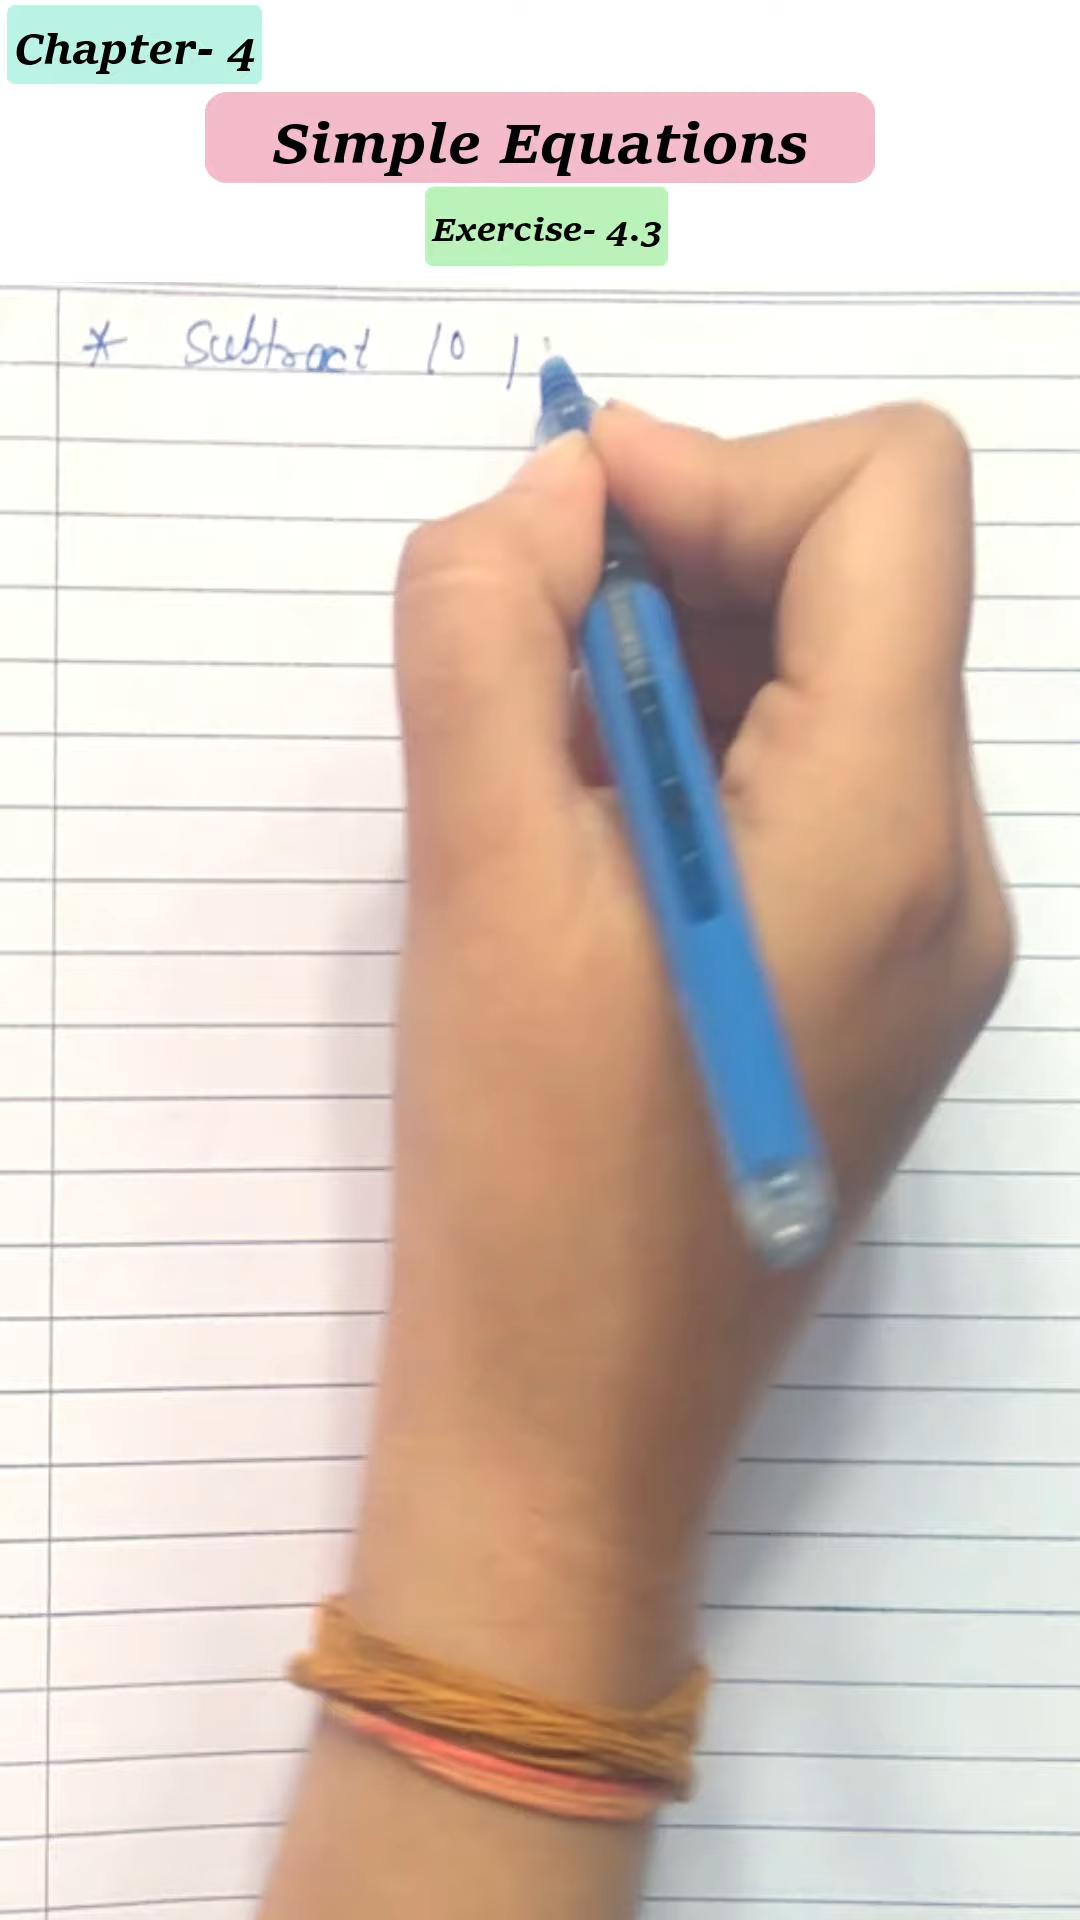 Chapter- 4
Simple Equations
Exercise- 4.3
* Subtract 10